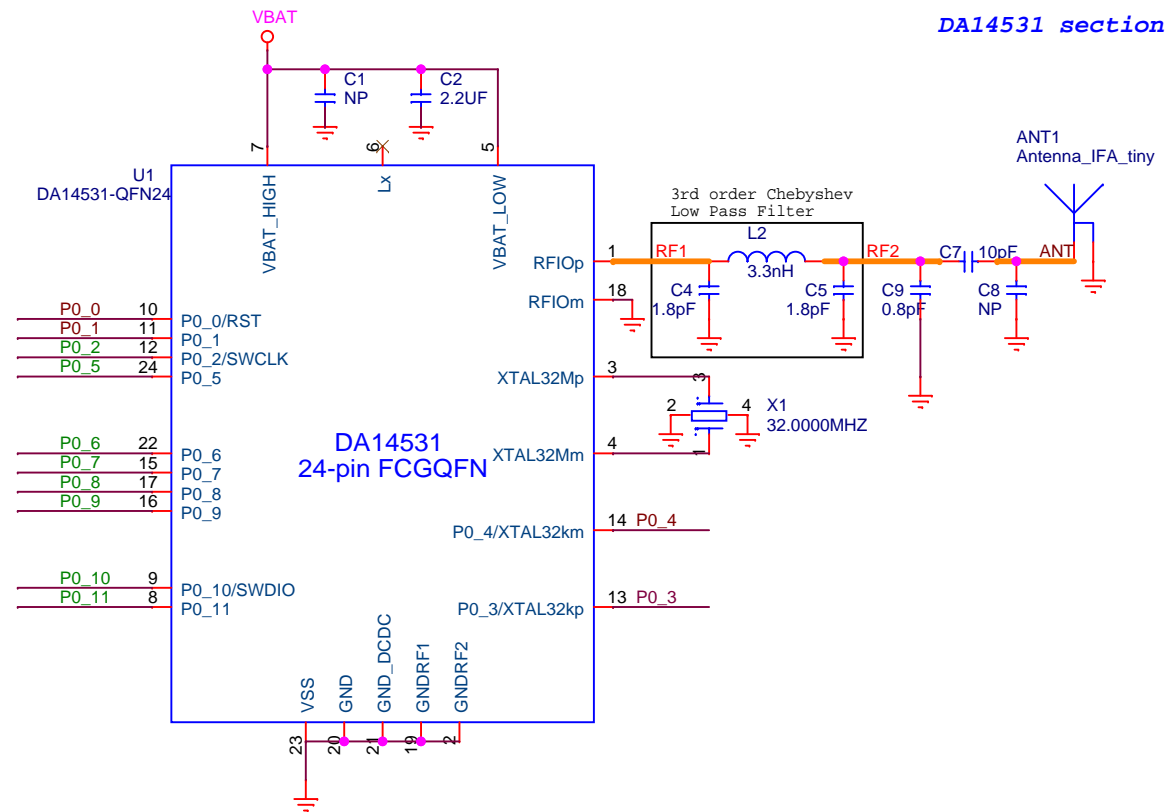 DA14531 section
VBAT
C1
NP
C2
2.2UF
7
6
5
U1
DA14531-QFN24
VBAT_HIGH
Lx
VBAT_LOW
ANT1
Antenna_IFA_tiny
3rd order Chebyshev
Low Pass Filter
RFIOp
1
RF1
L2
3.3nH
RF2
C7
10pF
ANT
C4
1.8pF
C5
1.8pF
C9
0.8pF
C8
NP
RFIOm
18
P0_0
10
P0_0/RST
P0_1
11
P0_1
P0_2
12
P0_2/SWCLK
P0_5
24
P0_5
XTAL32Mp
3
3
2
4
X1
32.0000MHZ
1
XTAL32Mm
4
DA14531
24-pin FCGQFN
P0_6
22
P0_6
P0_7
15
P0_7
P0_8
17
P0_8
P0_9
16
P0_9
P0_4/XTAL32km
14
P0_4
P0_10
9
P0_10/SWDIO
P0_11
8
P0_11
P0_3/XTAL32kp
13
P0_3
VSS
GND
GND_DCDC
GNDRF1
GNDRF2
23
20
21
19
2